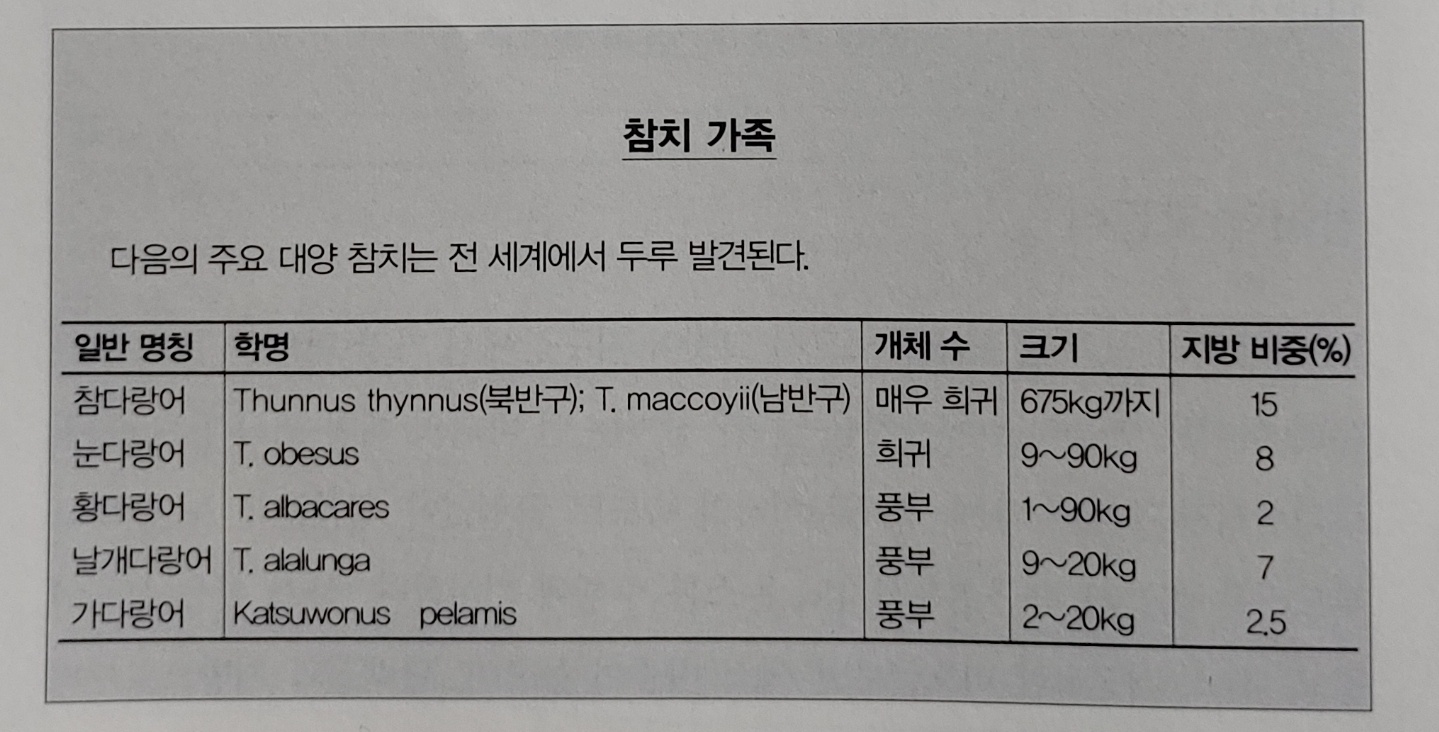 참치 가족
다음의 주요 대양 참치는 전 세계에서 두루 발견된다.
일반 명칭 학명 개체 수 크기 지방 비중(%)
참다랑어 Thunnus thynnus(북반구); T. maccoyii(남반구) 매우 희귀 675kg까지 15
눈다랑어 T. obesus 희귀 9~90kg 8
황다랑어 T. albacares 풍부 1~90kg 2
날개다랑어 T. alalunga 풍부 9~20kg 7
가다랑어 Katsuwonus pelamis 풍부 2~20kg 2.5